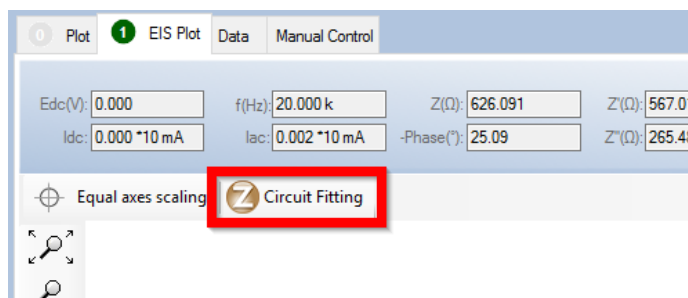 0 Plot 1 EIS Plot Data Manual Control
Edc(V): 0.000 f(Hz): 20.000 k Z(Ω): 626.091 Z'(Ω): 567.0
Idc: 0.000 *10 mA Iac: 0.002 *10 mA -Phase(°): 25.09 Z"(Ω): 265.48
Equal axes scaling Z Circuit Fitting